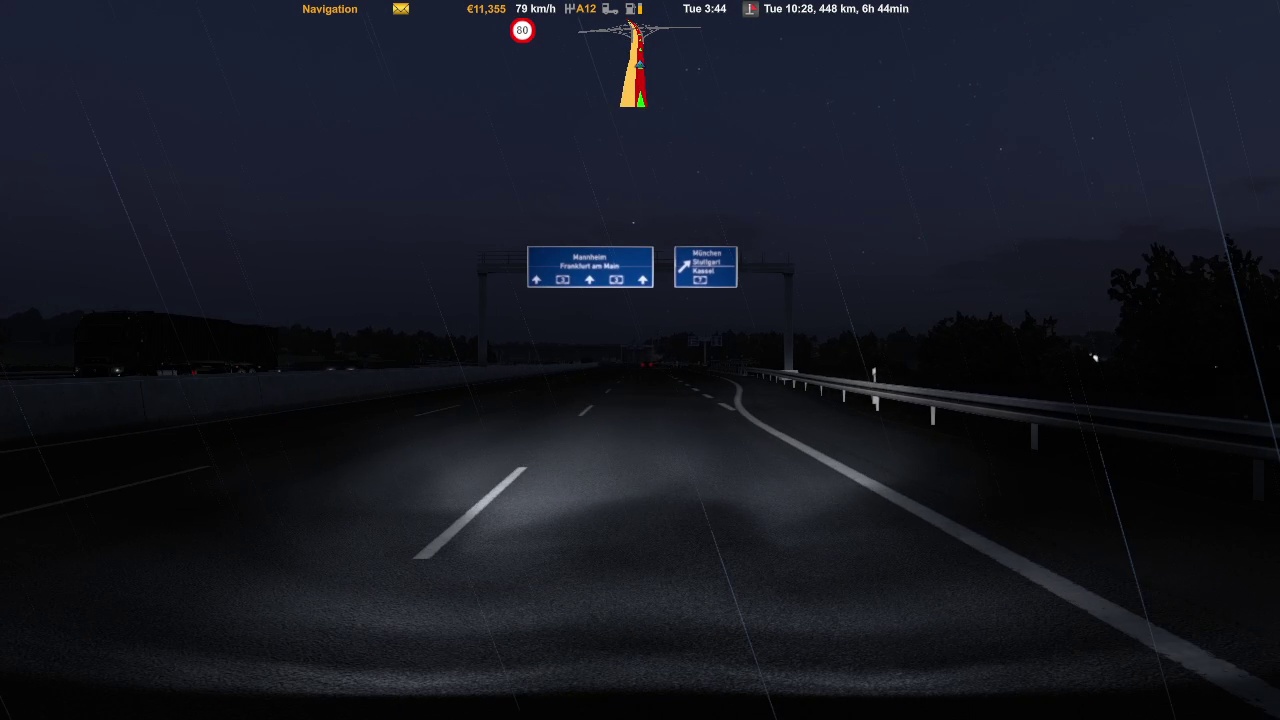 Navigation €11,355 79 km/h A12 Tue 3:44 Tue 10:28, 448 km, 6h 44min
80
Mannheim
Frankfurt am Main
München
Stuttgart
Kassel